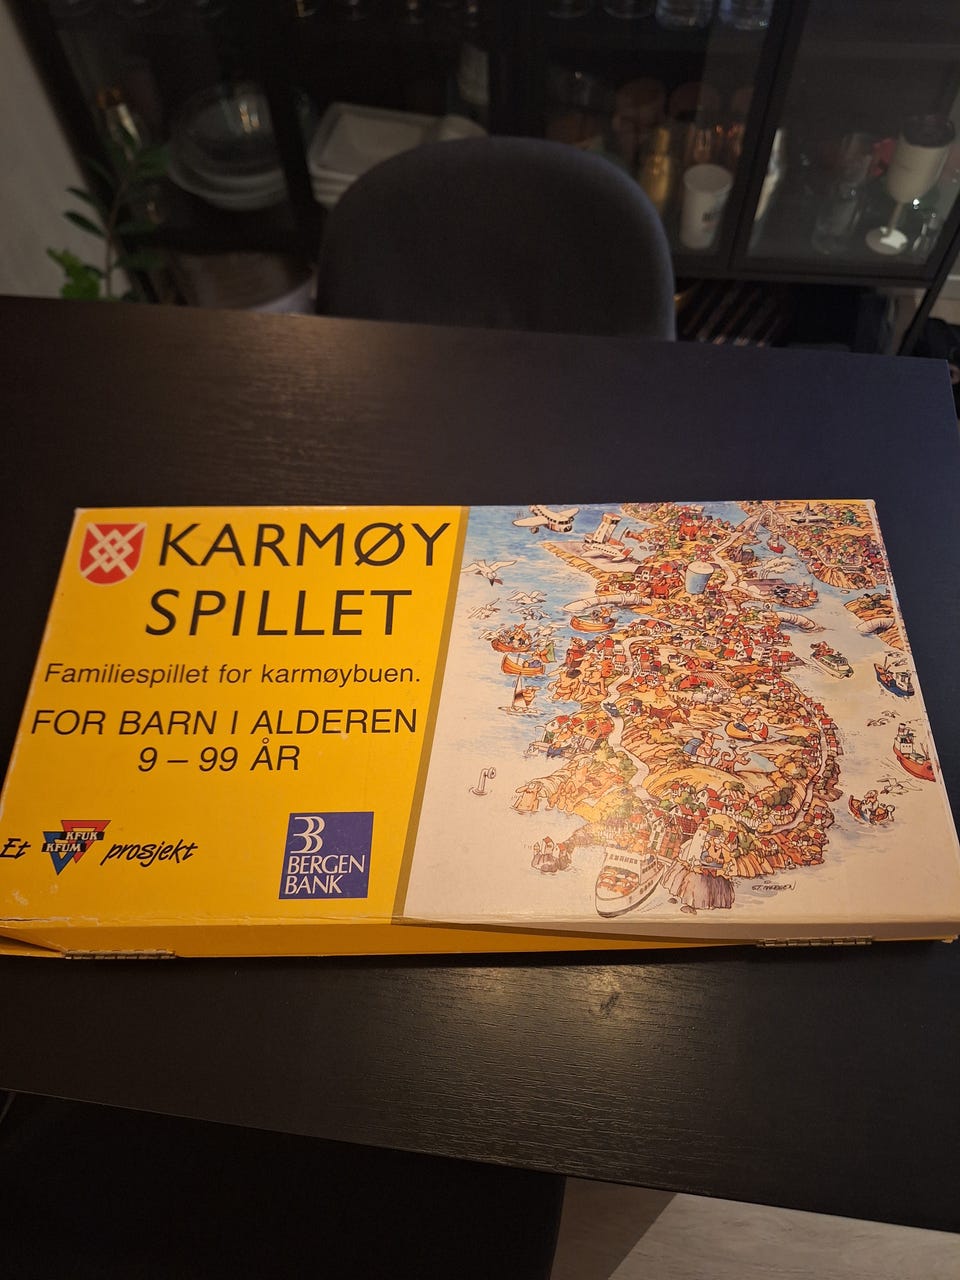 KARMØY
SPILLET
Familiespillet for karmøybuen.
FOR BARN I ALDEREN
9 – 99 ÅR
Et KFUK KFUM prosjekt
BERGEN
BANK